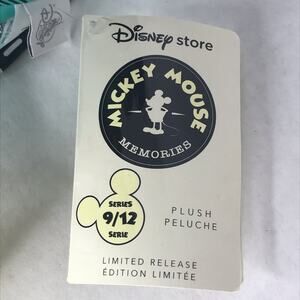 Disney store
MICKEY MOUSE
MEMORIES
SERIES
9/12
SERIE
PLUSH
PELUCHE
LIMITED RELEASE
ÉDITION LIMITÉE